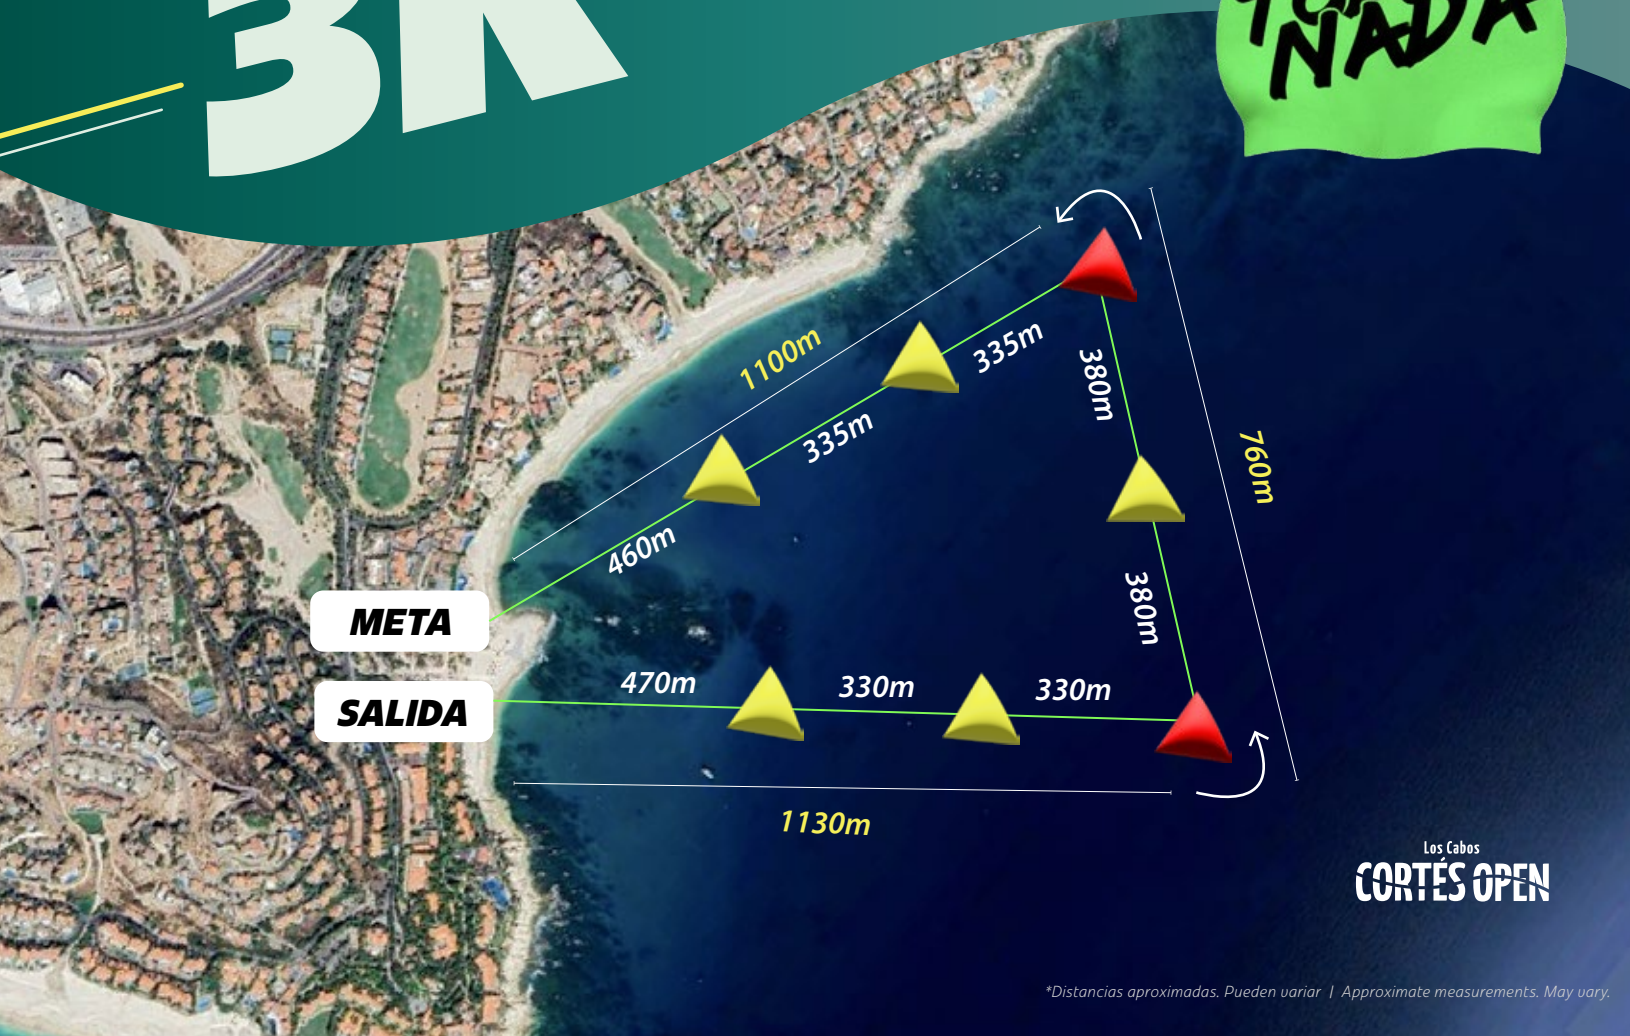 3K
NADA
1100m
335m
380m
335m
760m
460m
380m
META
SALIDA
470m
330m
330m
1130m
Los Cabos
CORTÉS OPEN
*Distancias aproximadas. Pueden variar | Approximate measurements. May vary.